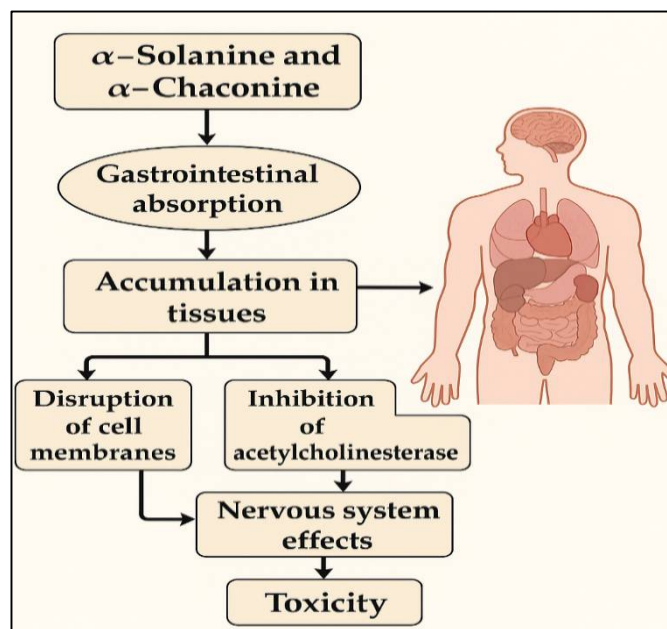 α–Solanine and
α–Chaconine
Gastrointestinal
absorption
Accumulation in
tissues
Disruption
of cell
membranes
Inhibition
of
acetylcholinesterase
Nervous system
effects
Toxicity